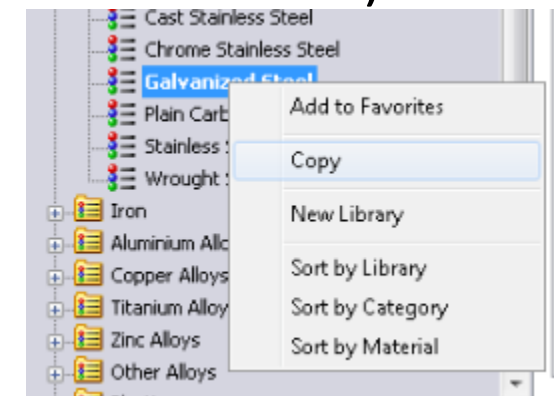 Cast Stainless Steel
Chrome Stainless Steel
Galvanized Steel
Plain Carb
Stainless
Wrought
Iron
Aluminium Allo
Copper Alloys
Titanium Alloy
Zinc Alloys
Other Alloys
Add to Favorites
Copy
New Library
Sort by Library
Sort by Category
Sort by Material